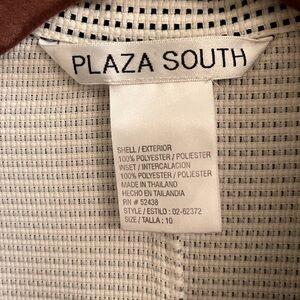 PLAZA SOUTH
SHELL / EXTERIOR
100% POLYESTER / POLIESTER
INSET / INTERCALACION
100% POLYESTER / POLIESTER
MADE IN THAILAND
HECHO EN TAILANDIA
RN # 52438
STYLE / ESTILO : 02-62372
SIZE / TALLA : 10